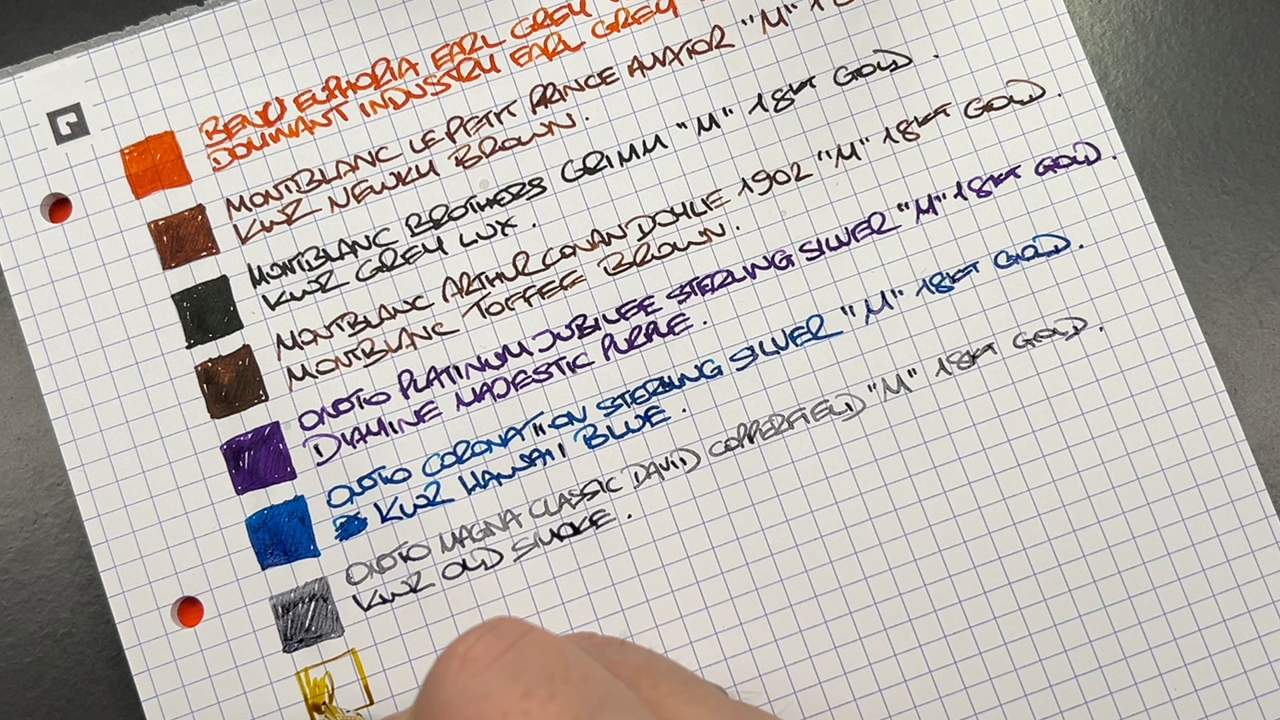 BENU EUPHORIA EARL GREY
DOMINANT INDUSTRY EARL GREY
MONTBLANC LE PETIT PRINCE AVIATOR "M" 18
KWZ NEWKY BROWN.
MONTBLANC BROTHERS GRIMM "M" 18KT GOLD.
KWZ GREY LUX.
MONTBLANC ARTHUR CONAN DOYLE 1902 "M" 18KT GOLD.
MONTBLANC TOFFEE BROWN.
ONOTO PLATINUM JUBILEE STERLING SILVER "M" 18KT GOLD.
DIAMINE MAJESTIC PURPLE.
ONOTO CORONATION STERLING SILVER "M" 18KT GOLD.
KWZ HAWAII BLUE.
ONOTO MAGNA CLASSIC DAVID COPPERFIELD "M" 18KT GOLD.
KWZ OLD SMOKE.